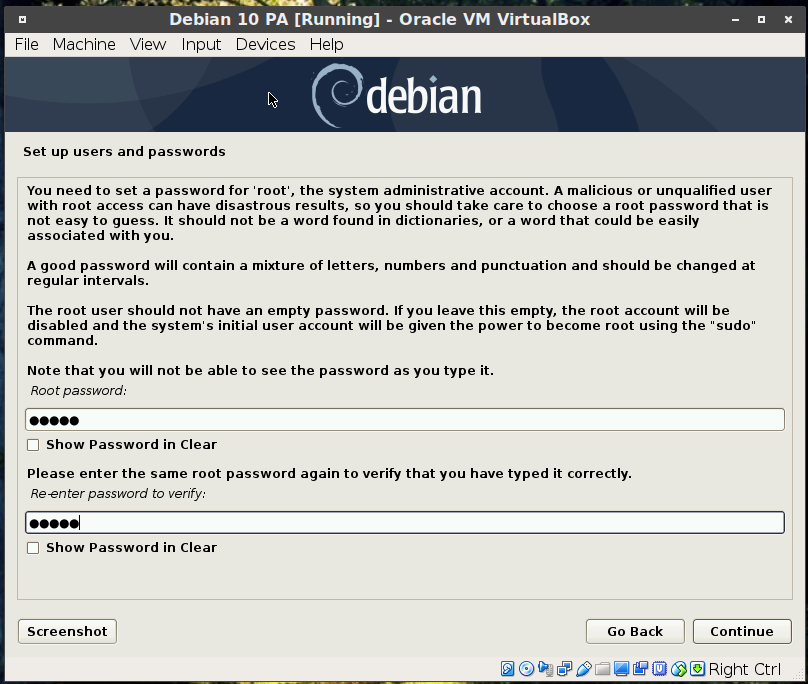 Debian 10 PA [Running] - Oracle VM VirtualBox
File Machine View Input Devices Help
debian
Set up users and passwords
You need to set a password for 'root', the system administrative account. A malicious or unqualified user
with root access can have disastrous results, so you should take care to choose a root password that is
not easy to guess. It should not be a word found in dictionaries, or a word that could be easily
associated with you.
A good password will contain a mixture of letters, numbers and punctuation and should be changed at
regular intervals.
The root user should not have an empty password. If you leave this empty, the root account will be
disabled and the system's initial user account will be given the power to become root using the "sudo"
command.
Note that you will not be able to see the password as you type it.
Root password:
●●●●●
Show Password in Clear
Please enter the same root password again to verify that you have typed it correctly.
Re-enter password to verify:
●●●●●
Show Password in Clear
Screenshot Go Back Continue
Right Ctrl